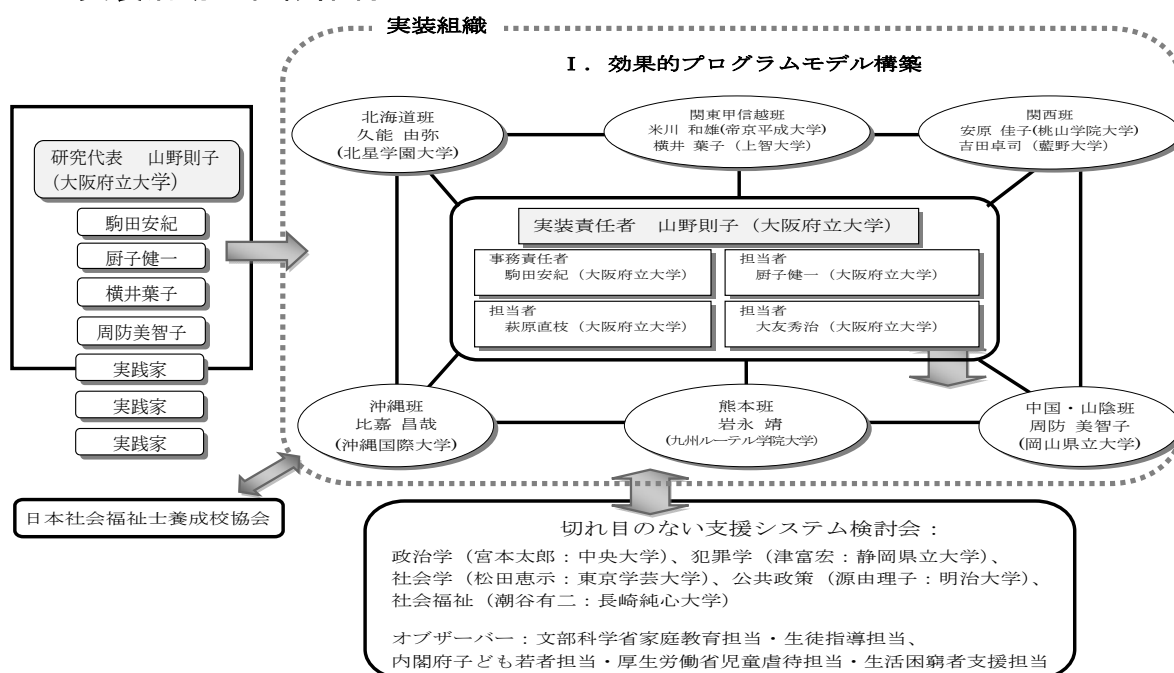 実装組織
Ⅰ．効果的プログラムモデル構築
研究代表　山野則子
（大阪府立大学）
駒田安紀
厨子健一
横井葉子
周防美智子
実践家
実践家
実践家
日本社会福祉士養成校協会
北海道班
久能 由弥
(北星学園大学)
関東甲信越班
米川 和雄(帝京平成大学)
横井 葉子（上智大学）
関西班
安原 佳子(桃山学院大学)
吉田卓司（藍野大学）
実装責任者　山野則子（大阪府立大学）
事務責任者
駒田安紀（大阪府立大学）
担当者
厨子健一（大阪府立大学）
担当者
萩原直枝（大阪府立大学）
担当者
大友秀治（大阪府立大学）
沖縄班
比嘉 昌哉
(沖縄国際大学)
熊本班
岩永 靖
(九州ルーテル学院大学)
中国・山陰班
周防 美智子
(岡山県立大学)
切れ目のない支援システム検討会：
政治学（宮本太郎：中央大学）、犯罪学（津富宏：静岡県立大学）、
社会学（松田恵示：東京学芸大学）、公共政策（源由理子：明治大学）、
社会福祉（潮谷有二：長崎純心大学）
オブザーバー：文部科学省家庭教育担当・生徒指導担当、
内閣府子ども若者担当・厚生労働省児童虐待担当・生活困窮者支援担当